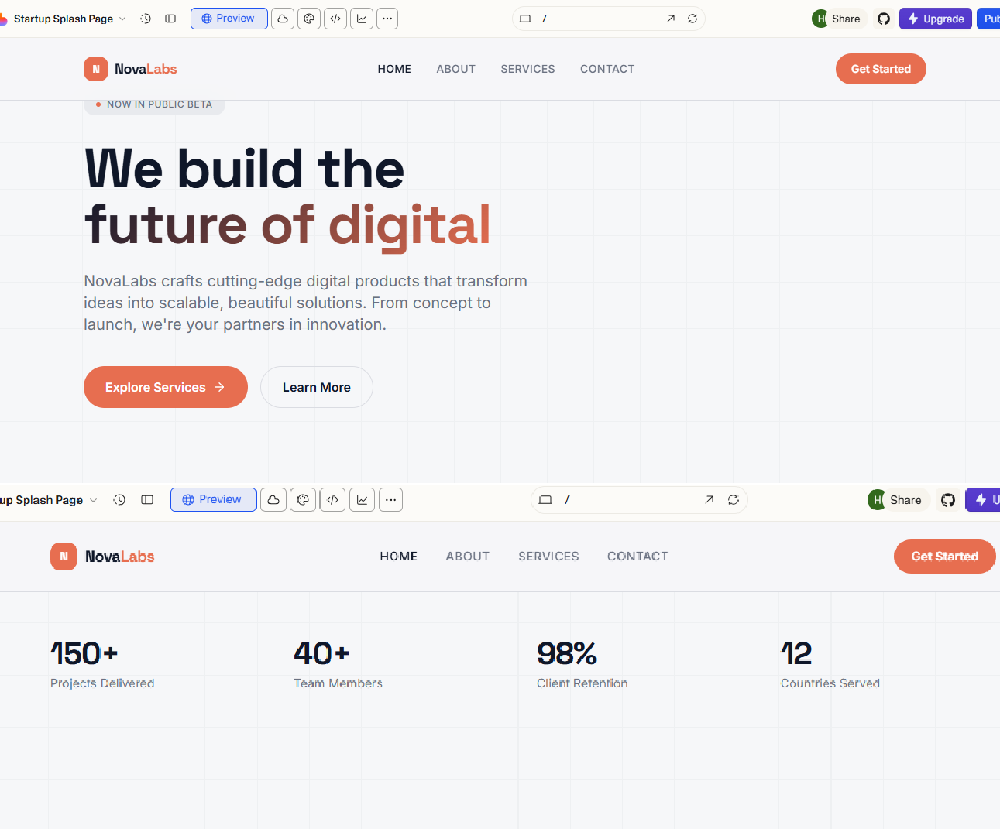 Startup Splash Page
Preview
/
H
Share
Upgrade
N
NovaLabs
HOME
ABOUT
SERVICES
CONTACT
Get Started
NOW IN PUBLIC BETA
We build the
future of digital
NovaLabs crafts cutting-edge digital products that transform
ideas into scalable, beautiful solutions. From concept to
launch, we're your partners in innovation.
Explore Services
Learn More
Splash Page
Preview
/
H
Share
N
NovaLabs
HOME
ABOUT
SERVICES
CONTACT
Get Started
150+
Projects Delivered
40+
Team Members
98%
Client Retention
12
Countries Served